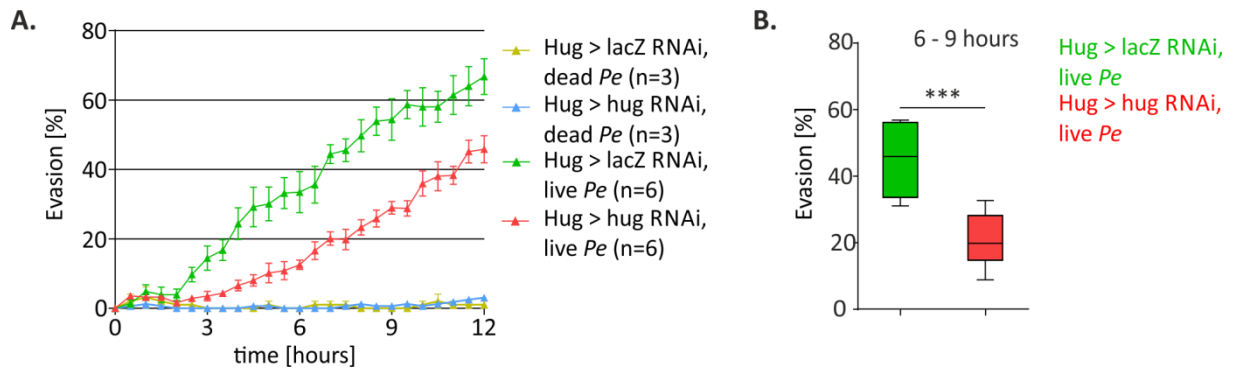 A.
Evasion [%]
80
60
40
20
0
0 3 6 9 12
time [hours]
Hug > lacZ RNAi,
dead Pe (n=3)
Hug > hug RNAi,
dead Pe (n=3)
Hug > lacZ RNAi,
live Pe (n=6)
Hug > hug RNAi,
live Pe (n=6)
B.
6 - 9 hours
Evasion [%]
80
60
40
20
0
***
Hug > lacZ RNAi,
live Pe
Hug > hug RNAi,
live Pe